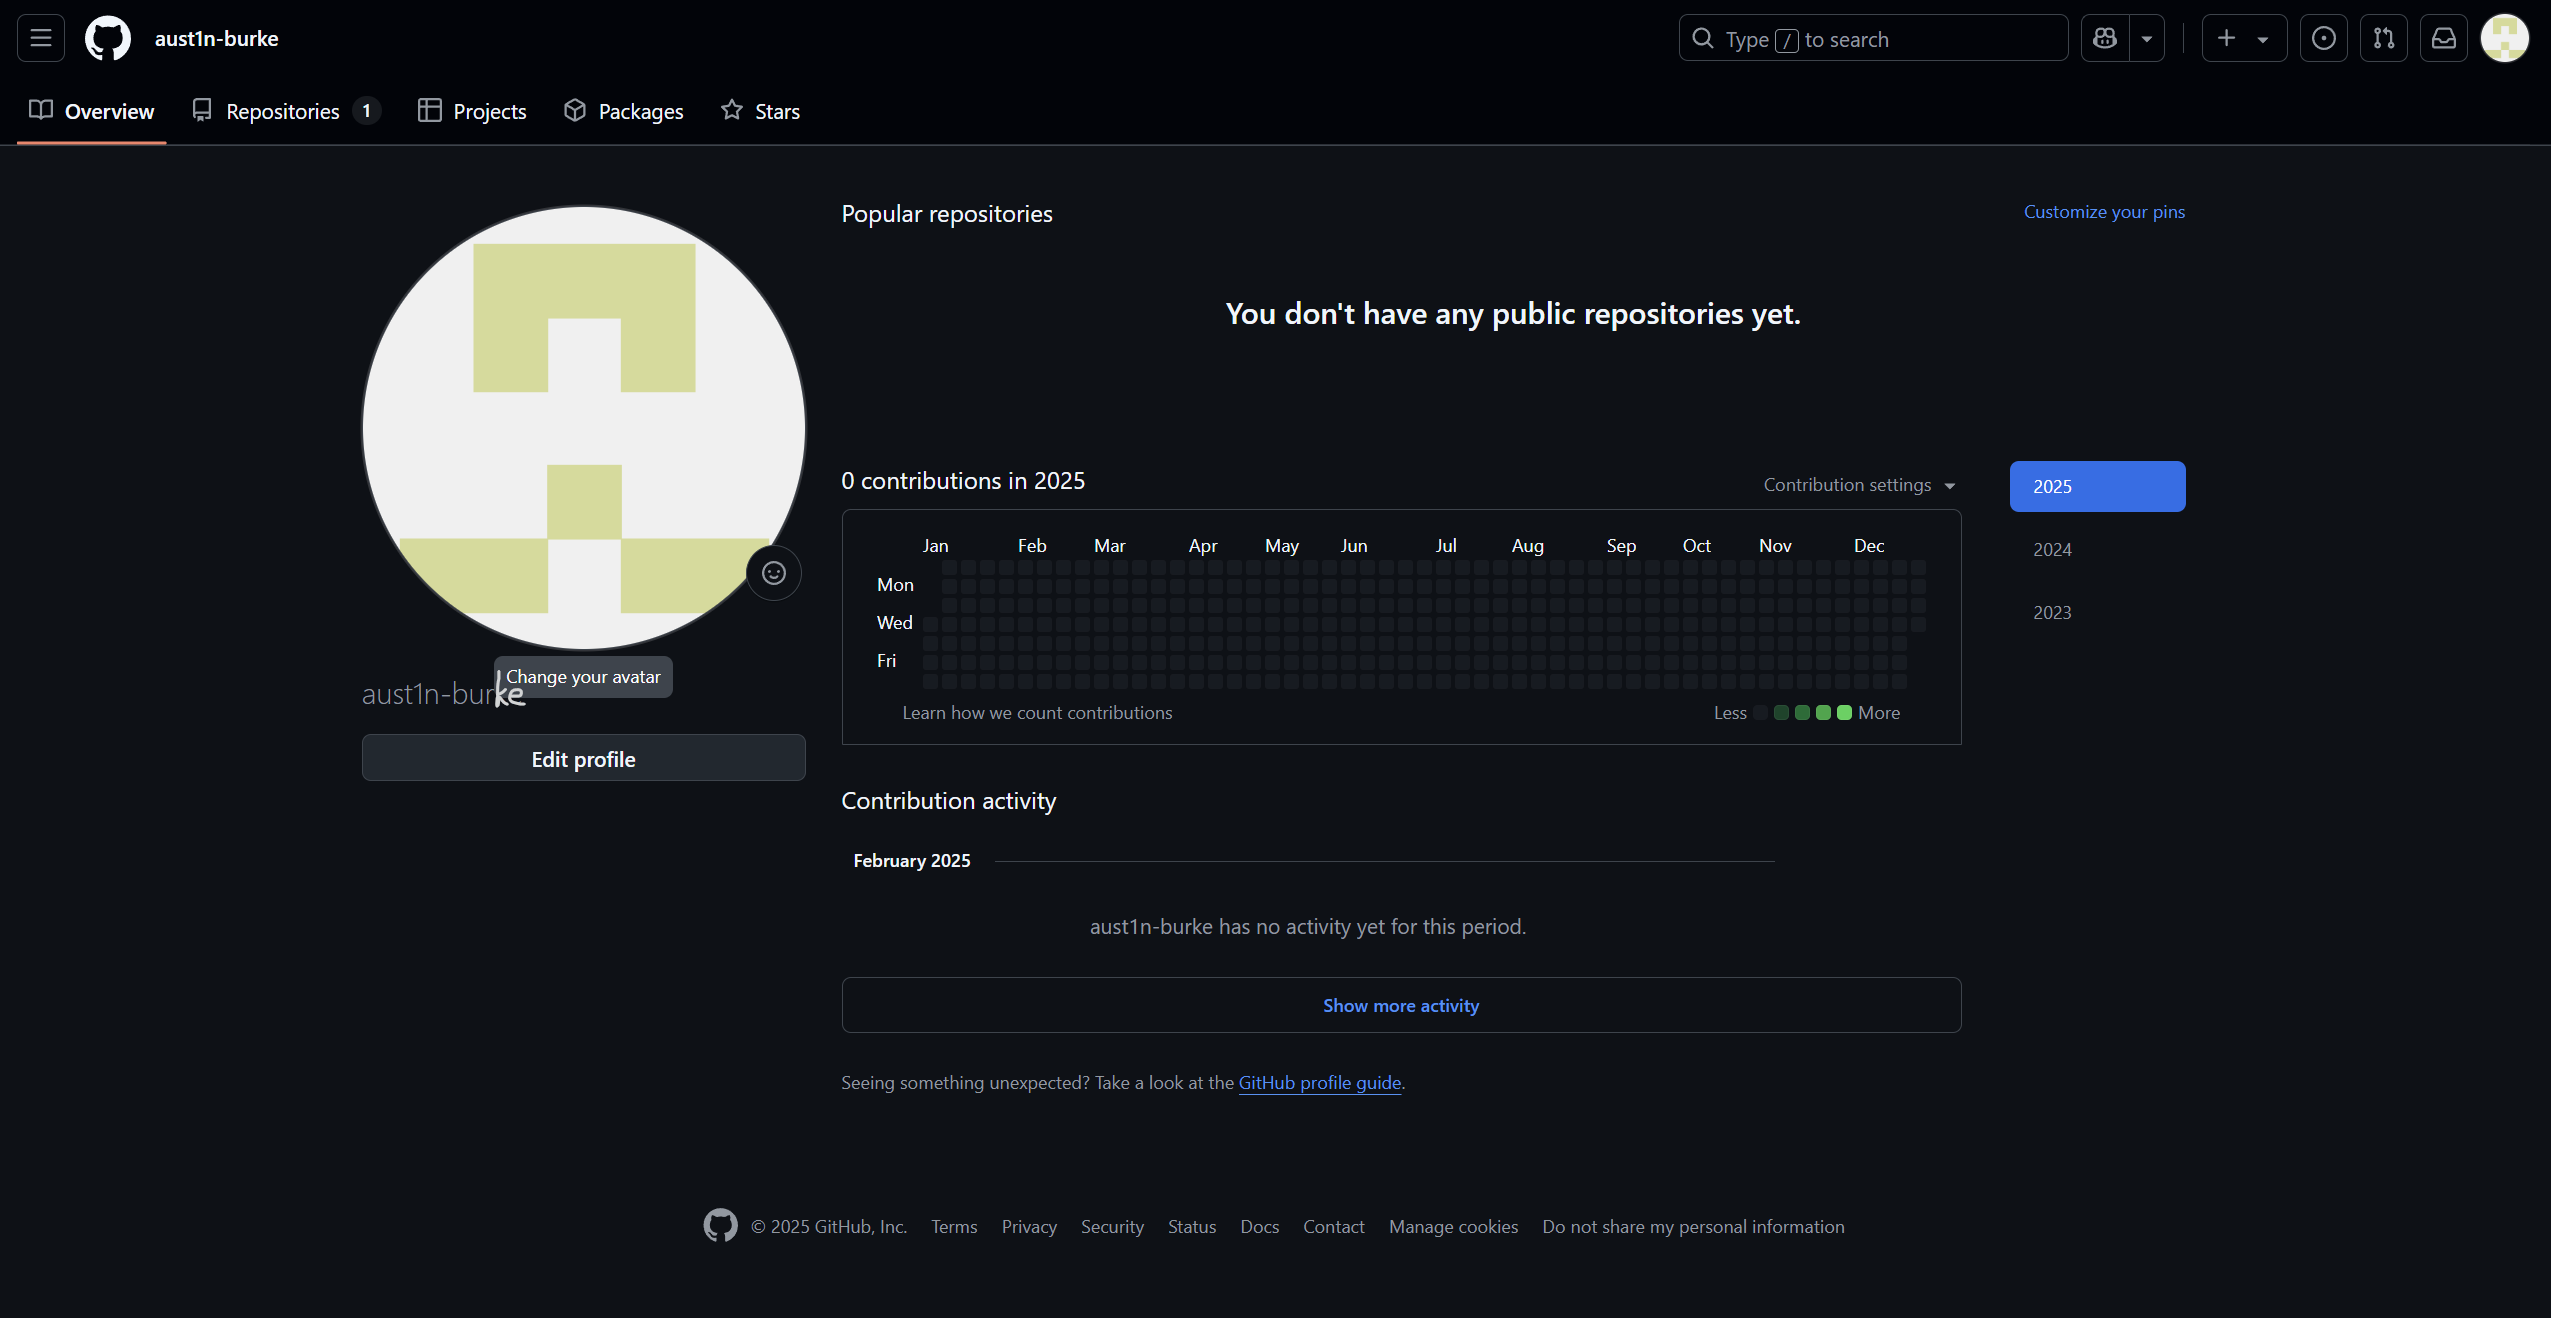 aust1n-burke
Type / to search
Overview
Repositories 1
Projects
Packages
Stars
Change your avatar
aust1n-burke
Edit profile
Popular repositories
Customize your pins
You don't have any public repositories yet.
0 contributions in 2025
Contribution settings
2025
2024
2023
Jan Feb Mar Apr May Jun Jul Aug Sep Oct Nov Dec
Mon
Wed
Fri
Learn how we count contributions
Less More
Contribution activity
February 2025
aust1n-burke has no activity yet for this period.
Show more activity
Seeing something unexpected? Take a look at the GitHub profile guide.
© 2025 GitHub, Inc. Terms Privacy Security Status Docs Contact Manage cookies Do not share my personal information